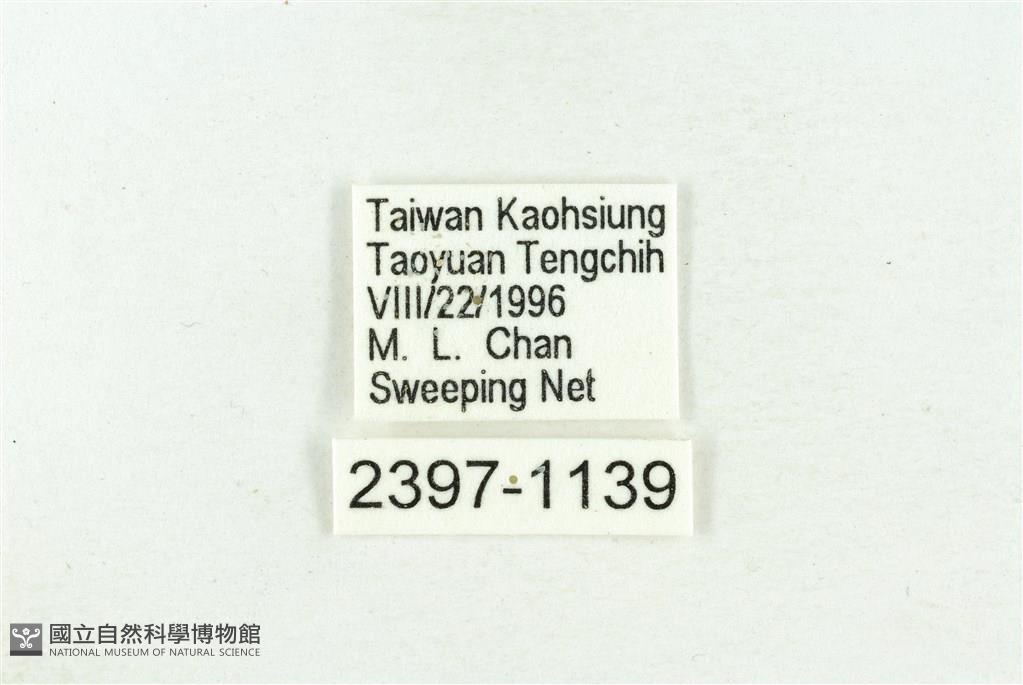 Taiwan Kaohsiung
Taoyuan Tengchih
VIII/22/1996
M. L. Chan
Sweeping Net
2397-1139
國立自然科學博物館
NATIONAL MUSEUM OF NATURAL SCIENCE